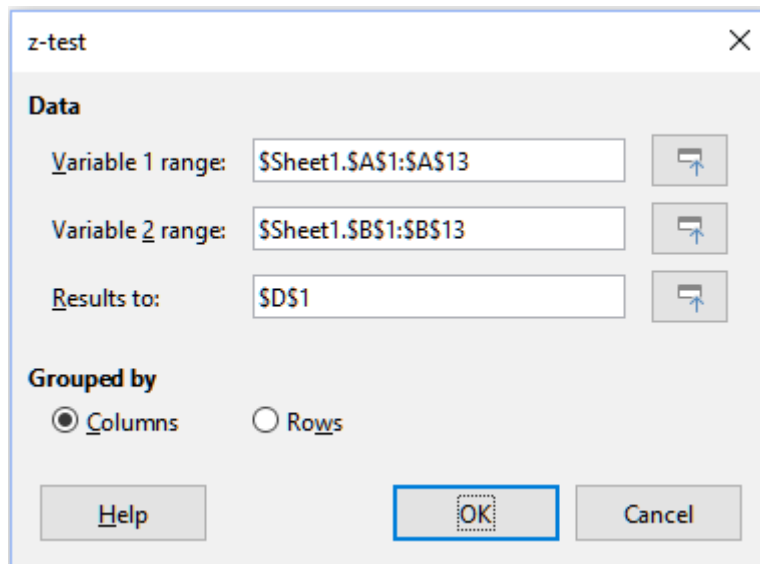 z-test
Data
Variable 1 range: $Sheet1.$A$1:$A$13
Variable 2 range: $Sheet1.$B$1:$B$13
Results to: $D$1
Grouped by
Columns Rows
Help OK Cancel